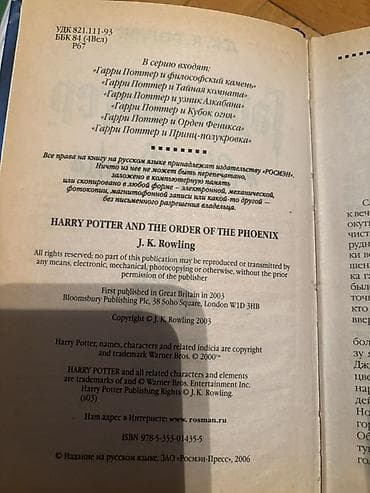 УДК 821.111-93
ББК 84 (4Вел)
Р67
В серию входят:
«Гарри Поттер и философский камень»
«Гарри Поттер и Тайная комната»
«Гарри Поттер и узник Азкабана»
«Гарри Поттер и Кубок огня»
«Гарри Поттер и Орден Феникса»
«Гарри Поттер и Принц-полукровка»
Все права на книгу на русском языке принадлежат издательству «РОСМЭН».
Ничто из нее не может быть перепечатано,
заложено в компьютерную память
или скопировано в любой форме – электронной, механической,
фотокопии, магнитофонной записи или какой-то другой –
без письменного разрешения владельца.
HARRY POTTER AND THE ORDER OF THE PHOENIX
J. K. Rowling
All rights reserved; no part of this publication may be reproduced or transmitted by
any means, electronic, mechanical, photocopying or otherwise, without the prior
permission of the publisher
First published in Great Britain in 2003
Bloomsbury Publishing Plc, 38 Soho Square, London W1D 3HB
Copyright © J. K. Rowling 2003
Harry Potter, names, characters and related indicia are copyright
and trademark Warner Bros. © 2000™
HARRY POTTER and all related characters and elements
are trademarks of and © Warner Bros. Entertainment Inc.
Harry Potter Publishing Rights © J. K. Rowling.
(s03)
Наш адрес в Интернете: www.rosman.ru
ISBN 978-5-353-01435-5
© Издание на русском языке. ЗАО «Росмэн-Пресс», 2006